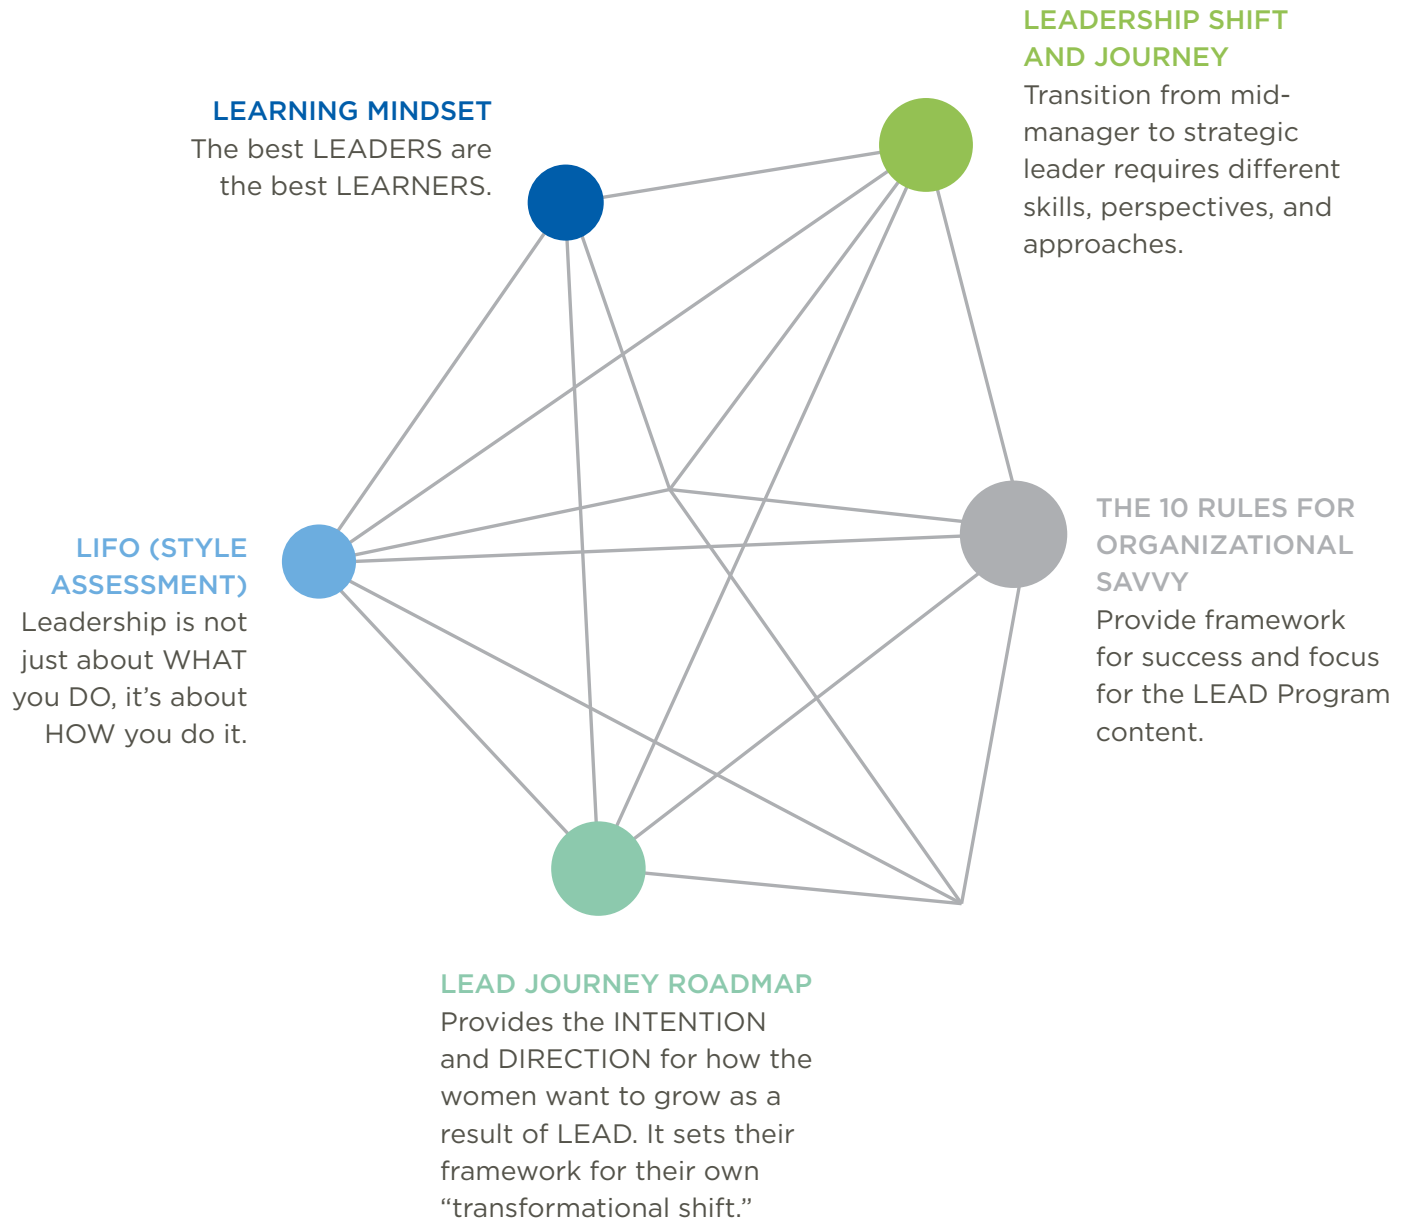 LEADERSHIP SHIFT
AND JOURNEY
Transition from mid-
manager to strategic
leader requires different
skills, perspectives, and
approaches.
LEARNING MINDSET
The best LEADERS are
the best LEARNERS.
THE 10 RULES FOR
ORGANIZATIONAL
SAVVY
Provide framework
for success and focus
for the LEAD Program
content.
LIFO (STYLE
ASSESSMENT)
Leadership is not
just about WHAT
you DO, it’s about
HOW you do it.
LEAD JOURNEY ROADMAP
Provides the INTENTION
and DIRECTION for how the
women want to grow as a
result of LEAD. It sets their
framework for their own
“transformational shift.”